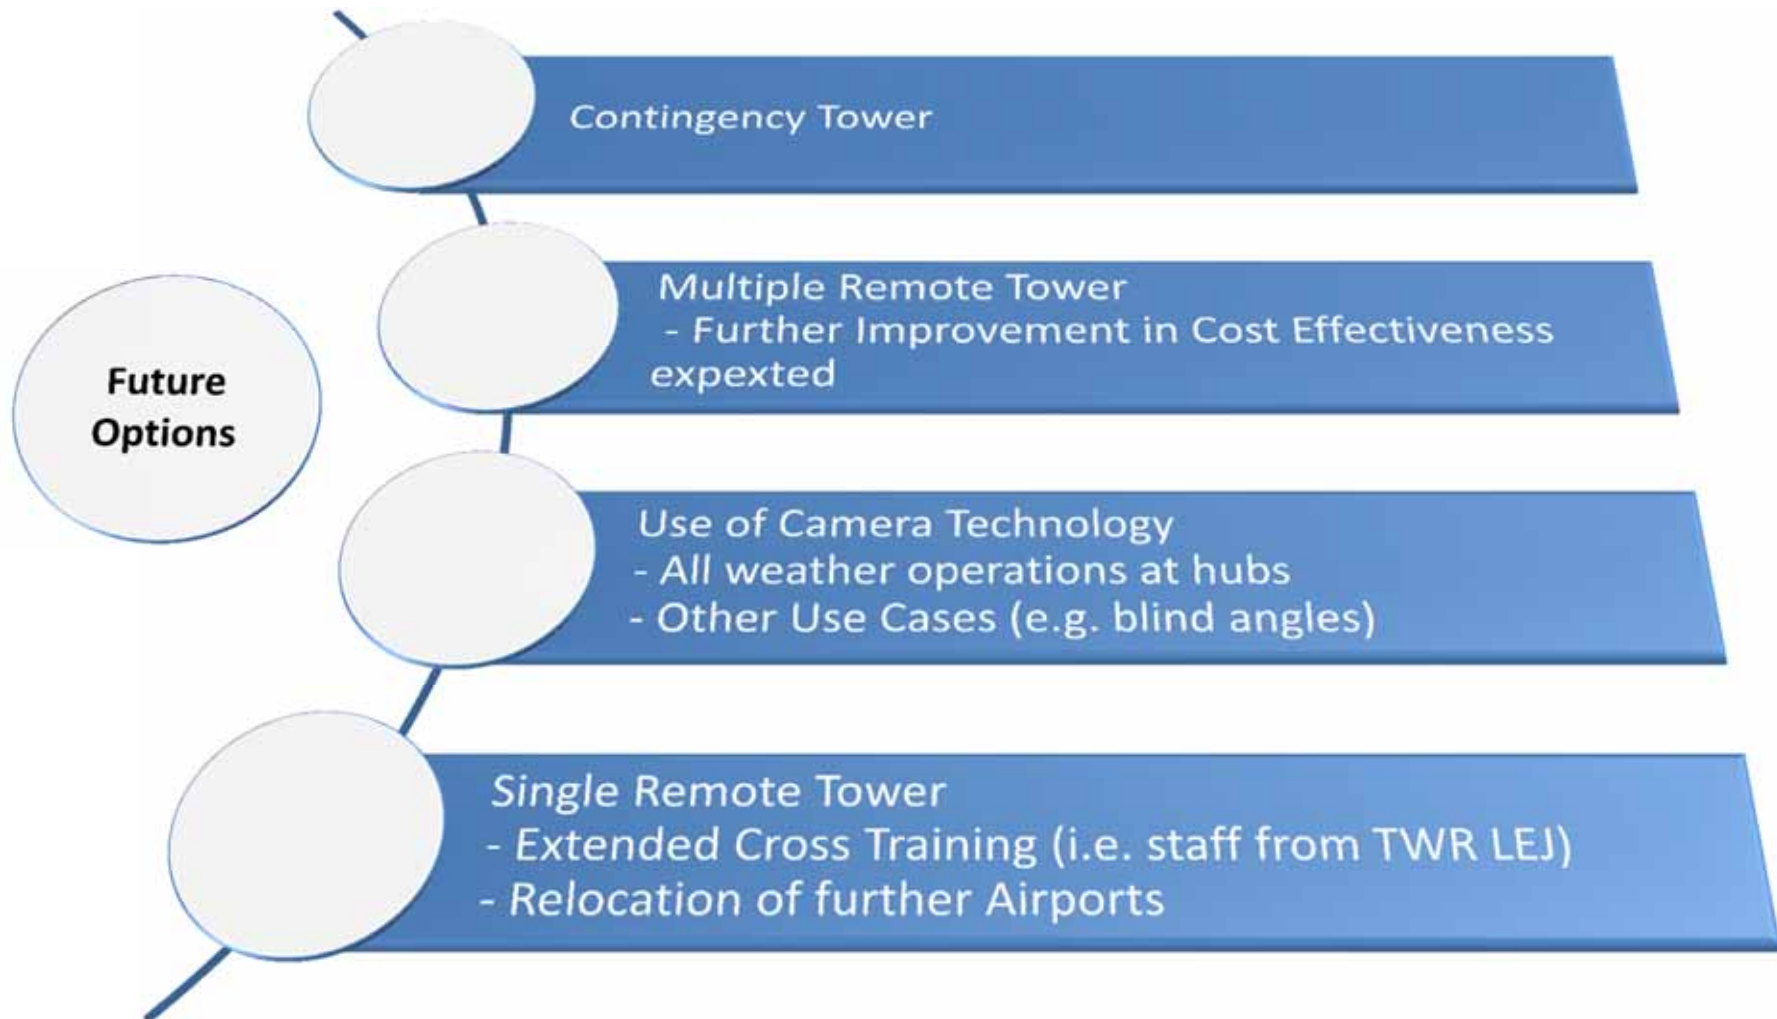 Contingency Tower
Multiple Remote Tower
- Further Improvement in Cost Effectiveness
expexted
Future
Options
Use of Camera Technology
- All weather operations at hubs
- Other Use Cases (e.g. blind angles)
Single Remote Tower
- Extended Cross Training (i.e. staff from TWR LEJ)
- Relocation of further Airports